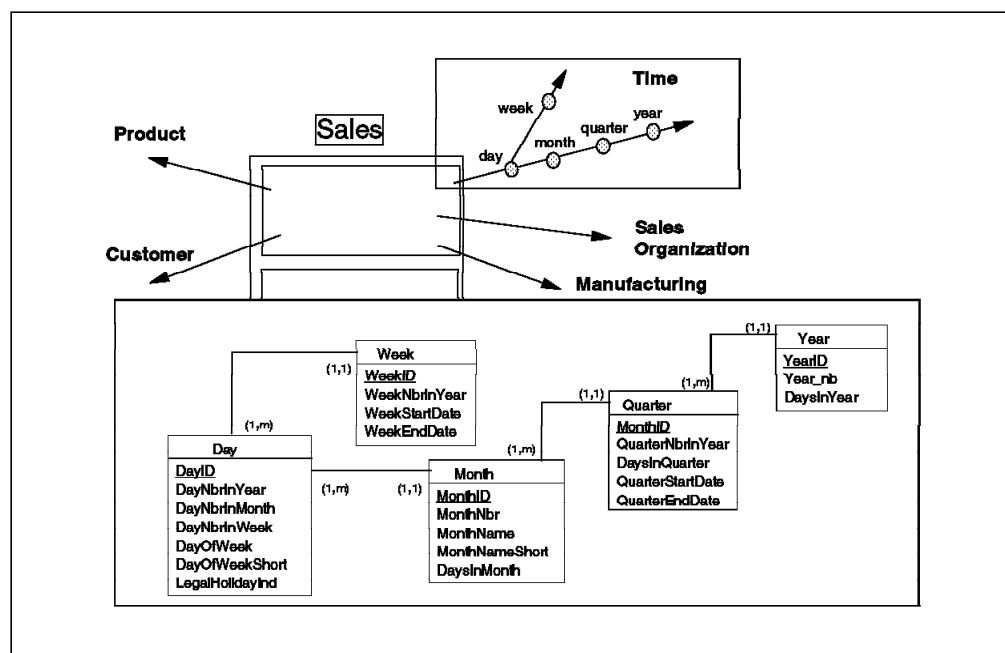 Time
week
year
quarter
month
day
Sales
Product
Customer
Sales
Organization
Manufacturing
Week
WeekID
WeekNbrInYear
WeekStartDate
WeekEndDate
(1,1)
(1,m)
Day
DayID
DayNbrInYear
DayNbrInMonth
DayNbrInWeek
DayOfWeek
DayOfWeekShort
LegalHolidayInd
(1,m)
(1,1)
Month
MonthID
MonthNbr
MonthName
MonthNameShort
DaysInMonth
(1,m)
(1,1)
Quarter
MonthID
QuarterNbrInYear
DaysInQuarter
QuarterStartDate
QuarterEndDate
(1,m)
(1,1)
Year
YearID
Year_nb
DaysInYear